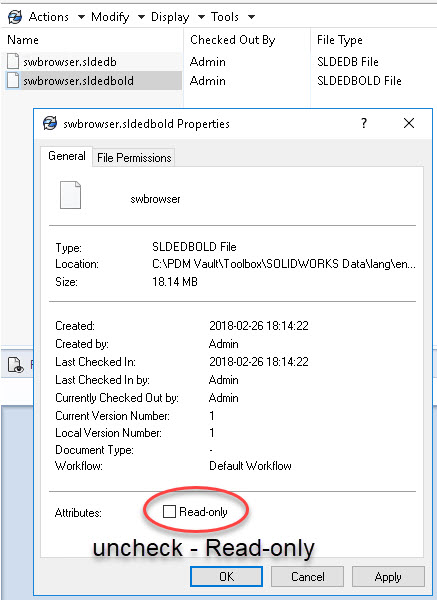 Actions Modify Display Tools
Name Checked Out By File Type
swbrowser.sldedb Admin SLDEDB File
swbrowser.sldedbold Admin SLDEDBOLD File
swbrowser.sldedbold Properties ?
General File Permissions
swbrowser
Type: SLDEDBOLD File
Location: C:\PDM Vault\Toolbox\SOLIDWORKS Data\lang\en...
Size: 18.14 MB
Created: 2018-02-26 18:14:22
Created by: Admin
Last Checked In: 2018-02-26 18:14:22
Last Checked In by: Admin
Currently Checked Out by: Admin
Current Version Number: 1
Local Version Number: 1
Document Type: -
Workflow: Default Workflow
Attributes: Read-only
uncheck - Read-only
OK Cancel Apply